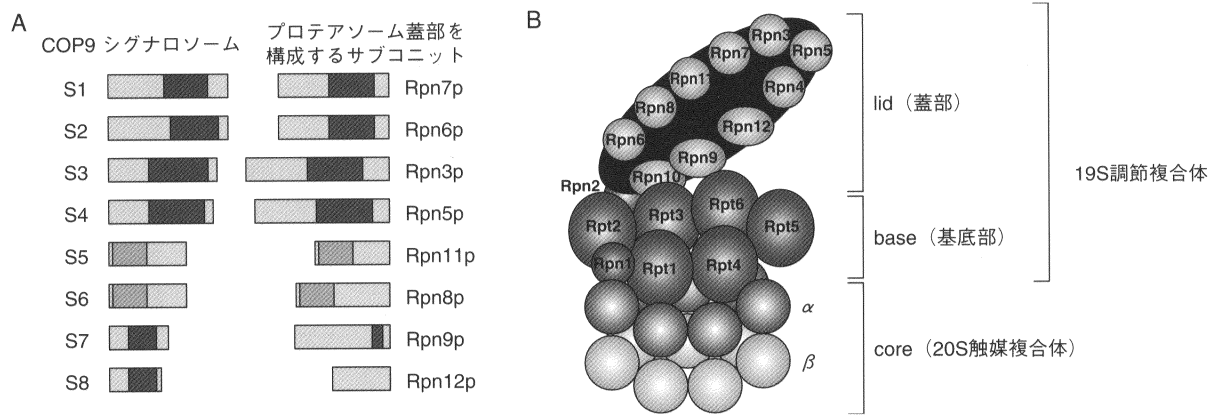 A
COP9 シグナロソーム
プロテアソーム蓋部を
構成するサブコニット
S1
Rpn7p
S2
Rpn6p
S3
Rpn3p
S4
Rpn5p
S5
Rpn11p
S6
Rpn8p
S7
Rpn9p
S8
Rpn12p
B
Rpn3
Rpn7
Rpn5
Rpn11
Rpn4
Rpn8
Rpn12
Rpn6
Rpn9
Rpn10
Rpn2
Rpt6
Rpt3
Rpt2
Rpt5
Rpn1
Rpt1
Rpt4
α
β
lid（蓋部）
base（基底部）
core（20S触媒複合体）
19S調節複合体